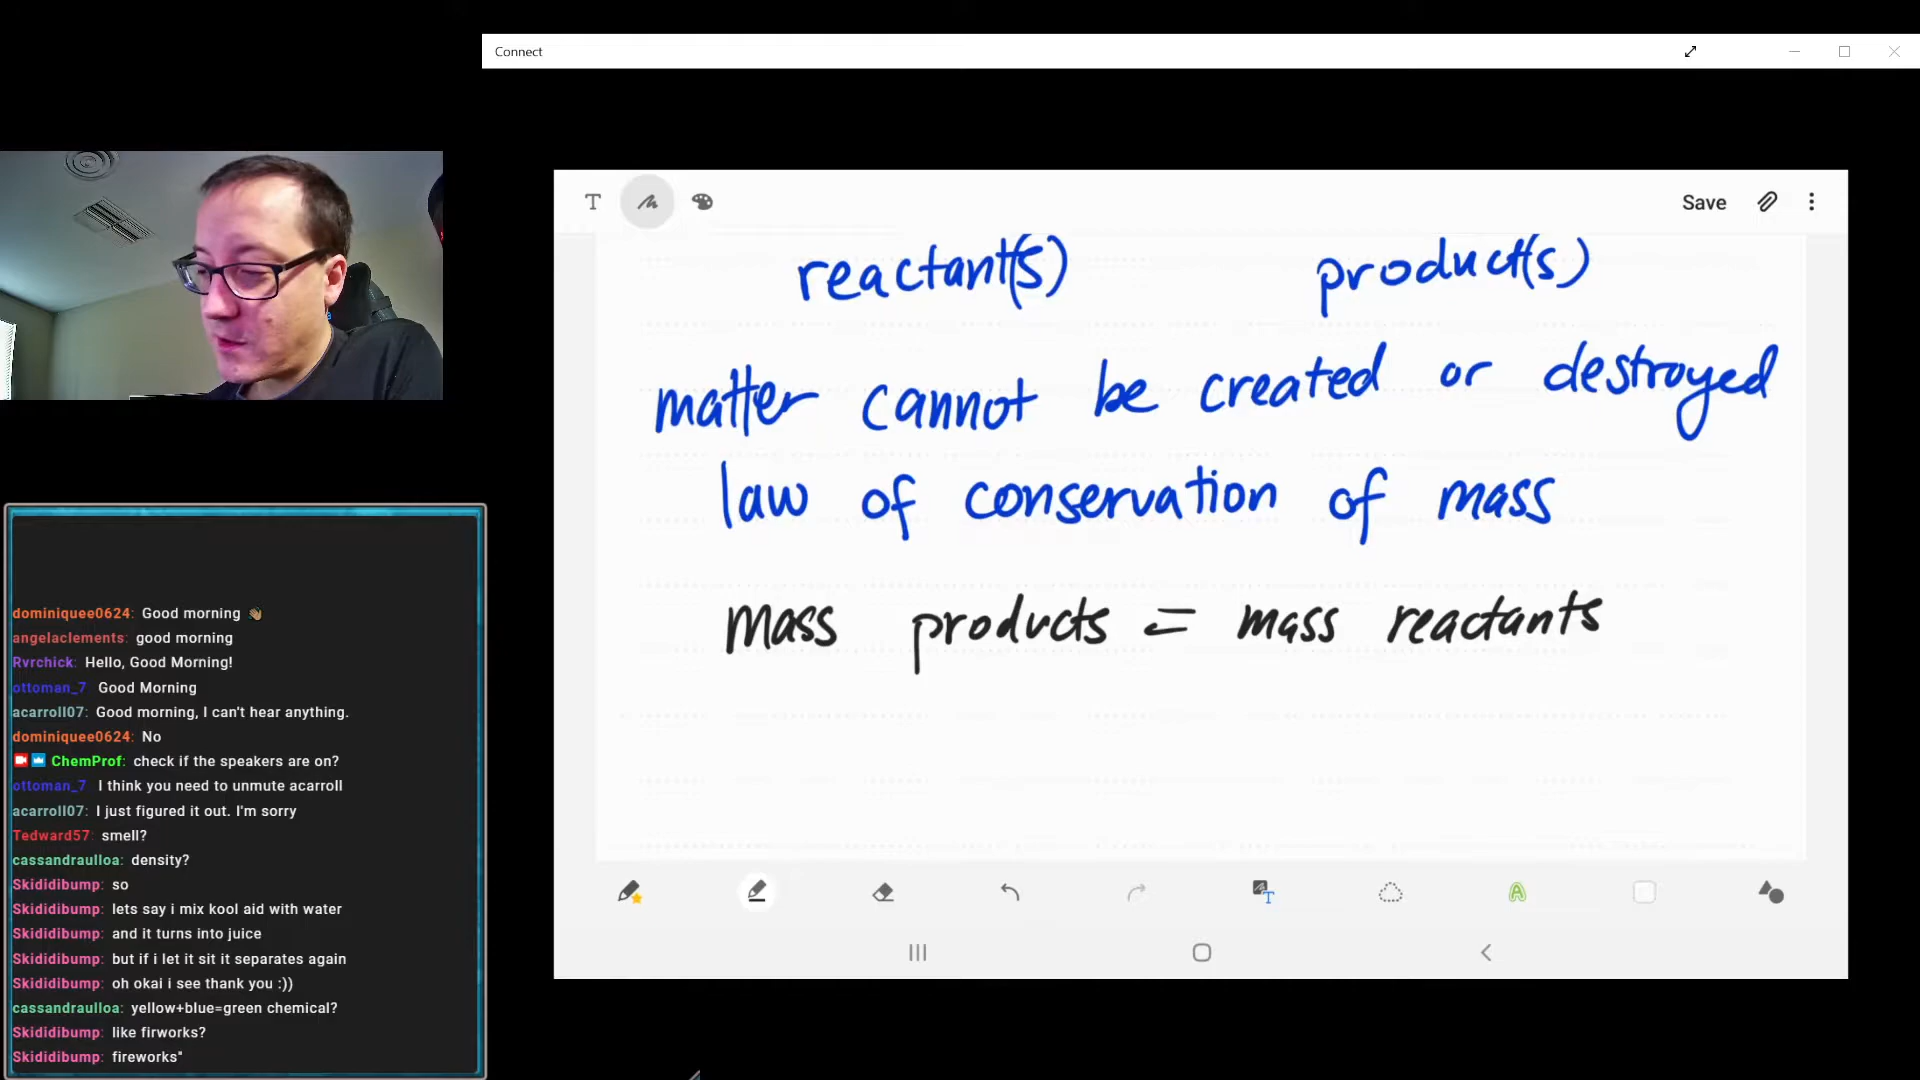 Connect
Save
reactant(s) product(s)
matter cannot be created or destroyed
law of conservation of mass
mass products = mass reactants
dominiquee0624: Good morning 👋🏽
angelaclements: good morning
Rvrchick: Hello, Good Morning!
ottoman_7 Good Morning
acarroll07: Good morning, I can't hear anything.
dominiquee0624: No
ChemProf: check if the speakers are on?
ottoman_7 I think you need to unmute acarroll
acarroll07: I just figured it out. I'm sorry
Tedward57: smell?
cassandraulloa: density?
Skididibump: so
Skididibump: lets say i mix kool aid with water
Skididibump: and it turns into juice
Skididibump: but if i let it sit it separates again
Skididibump: oh okai i see thank you :))
cassandraulloa: yellow+blue=green chemical?
Skididibump: like firworks?
Skididibump: fireworks"